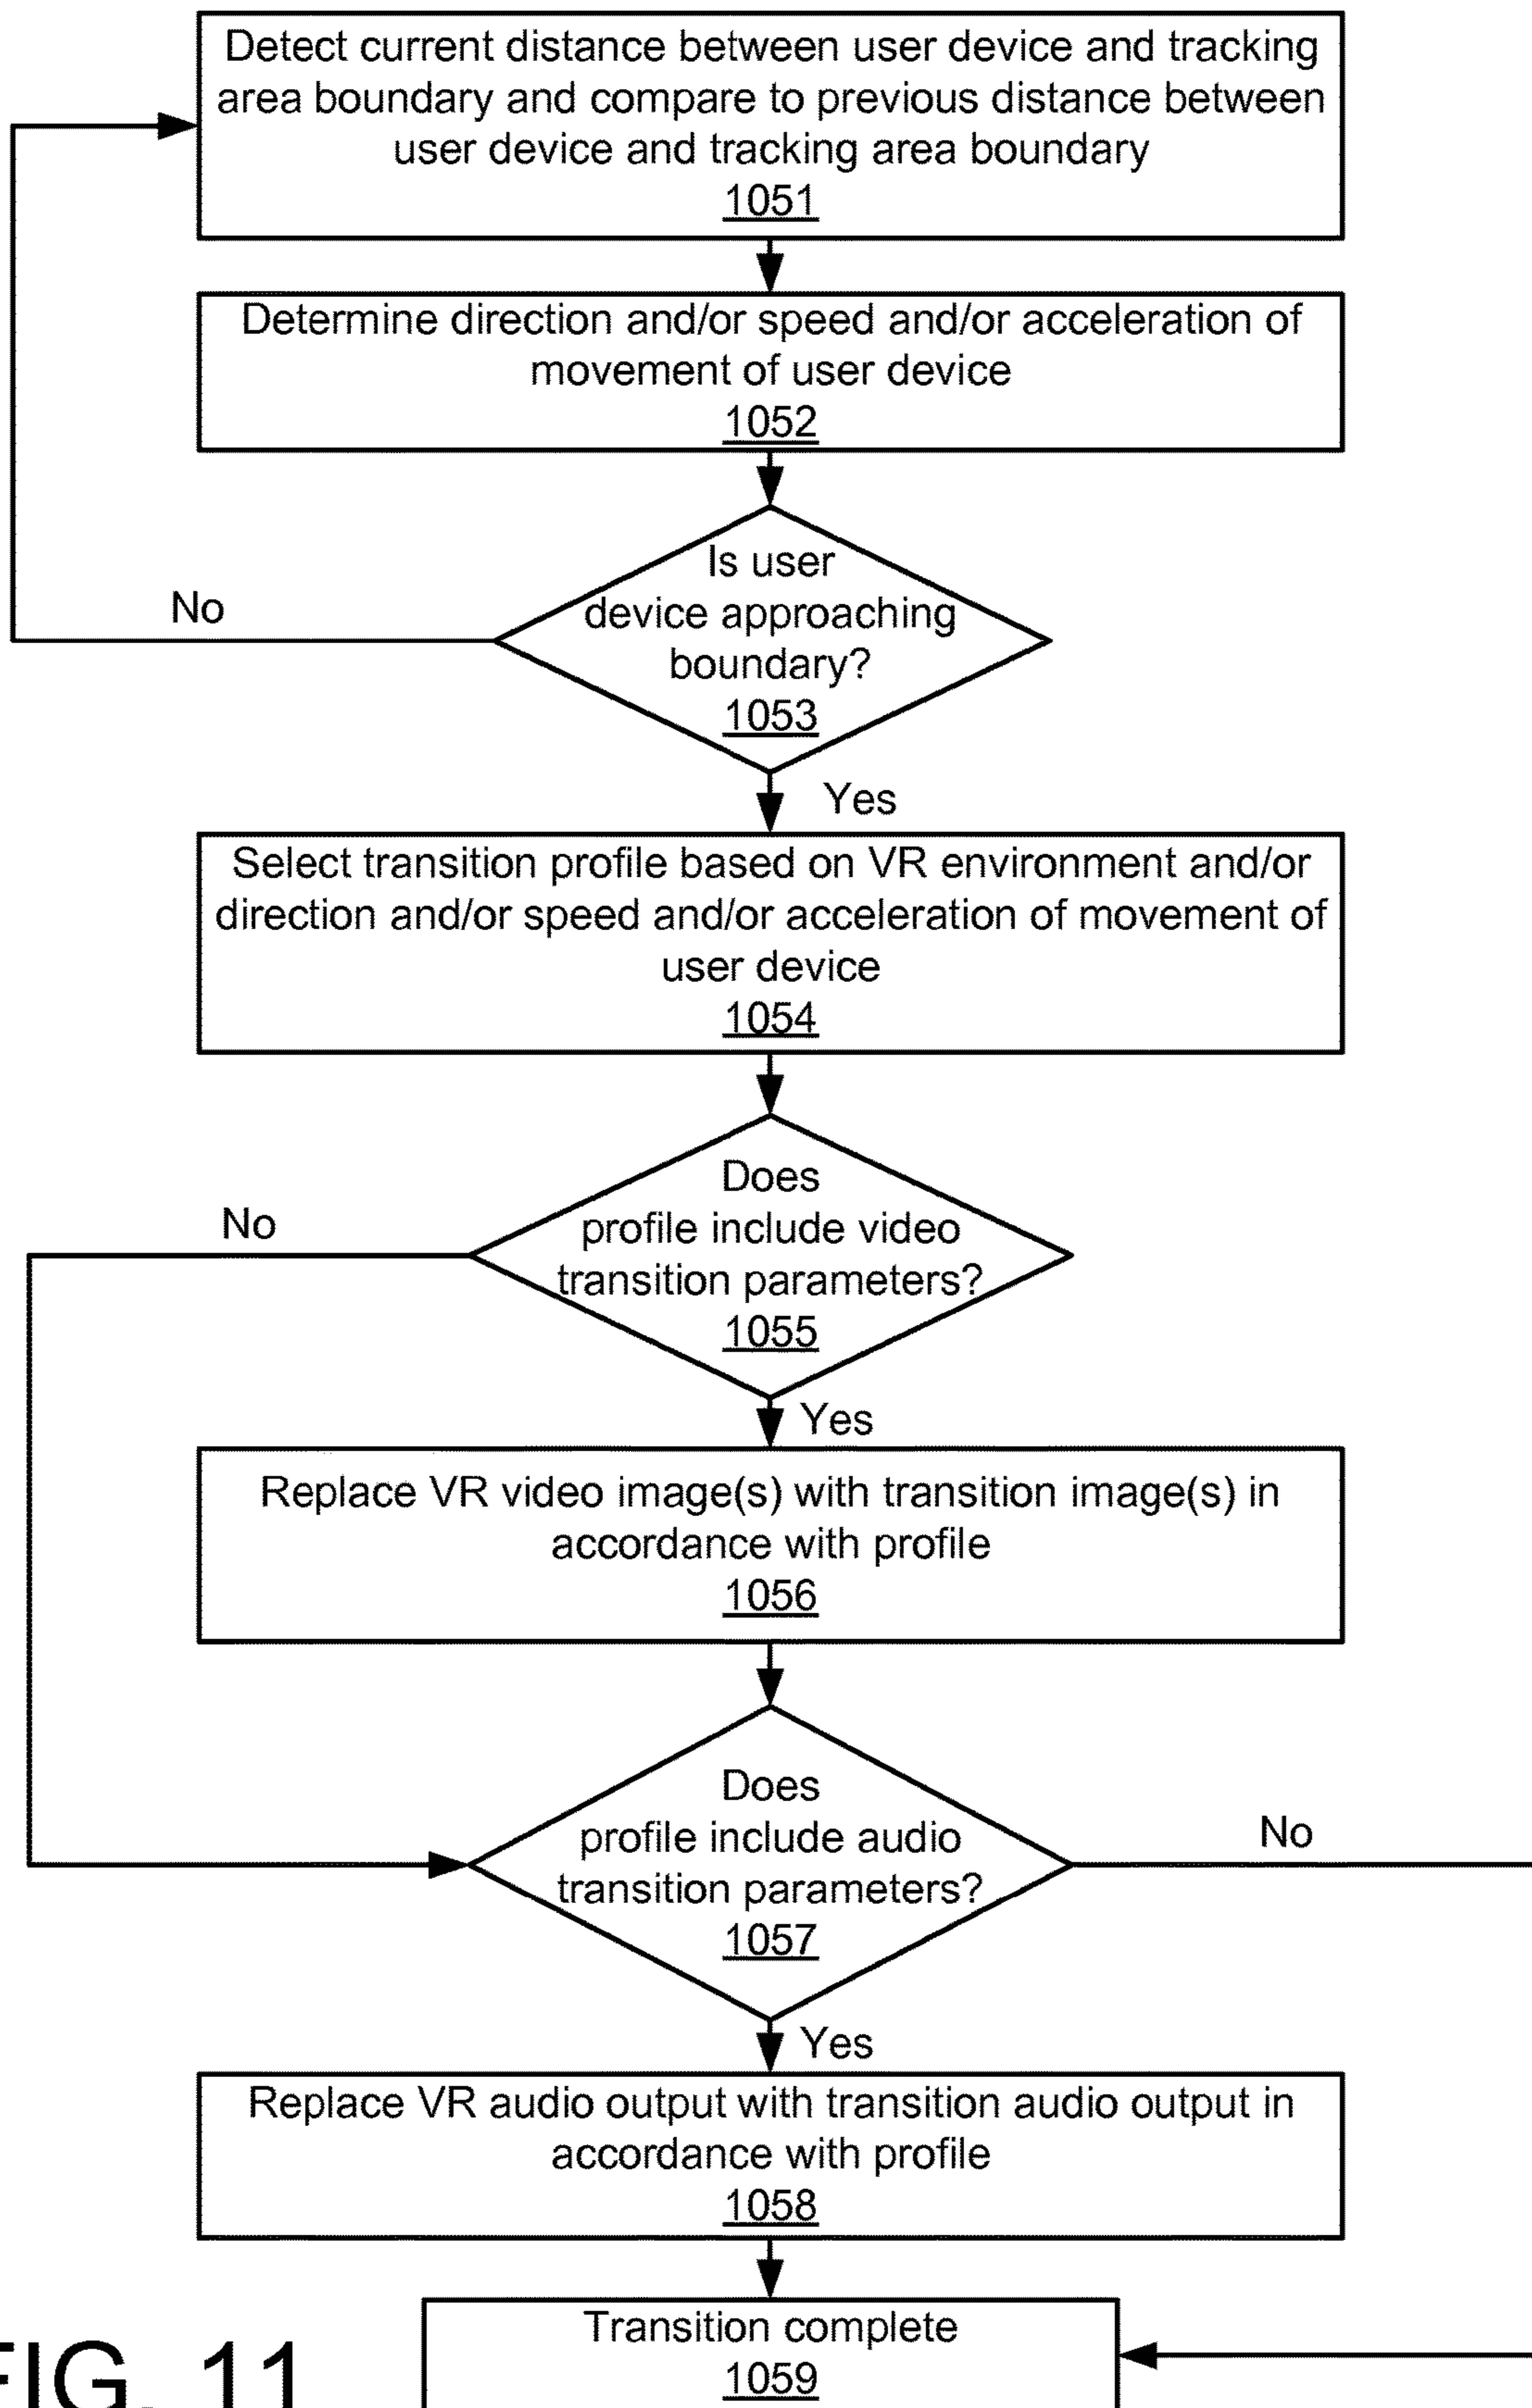 Detect current distance between user device and tracking
area boundary and compare to previous distance between
user device and tracking area boundary
1051
Determine direction and/or speed and/or acceleration of
movement of user device
1052
Is user
device approaching
boundary?
1053
No
Yes
Select transition profile based on VR environment and/or
direction and/or speed and/or acceleration of movement of
user device
1054
Does
profile include video
transition parameters?
1055
No
Yes
Replace VR video image(s) with transition image(s) in
accordance with profile
1056
Does
profile include audio
transition parameters?
1057
No
Yes
Replace VR audio output with transition audio output in
accordance with profile
1058
Transition complete
1059
FIG. 11